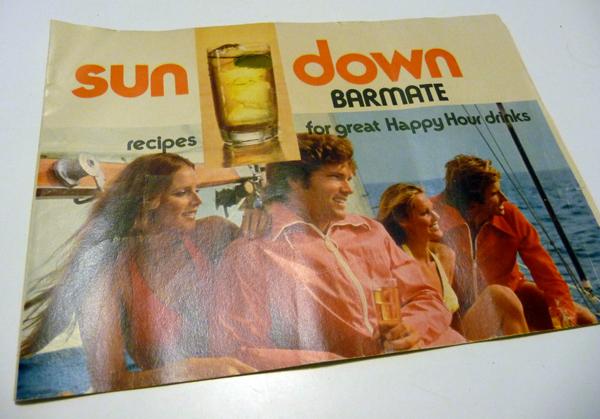 sun down
BARMATE
recipes for great Happy Hour drinks